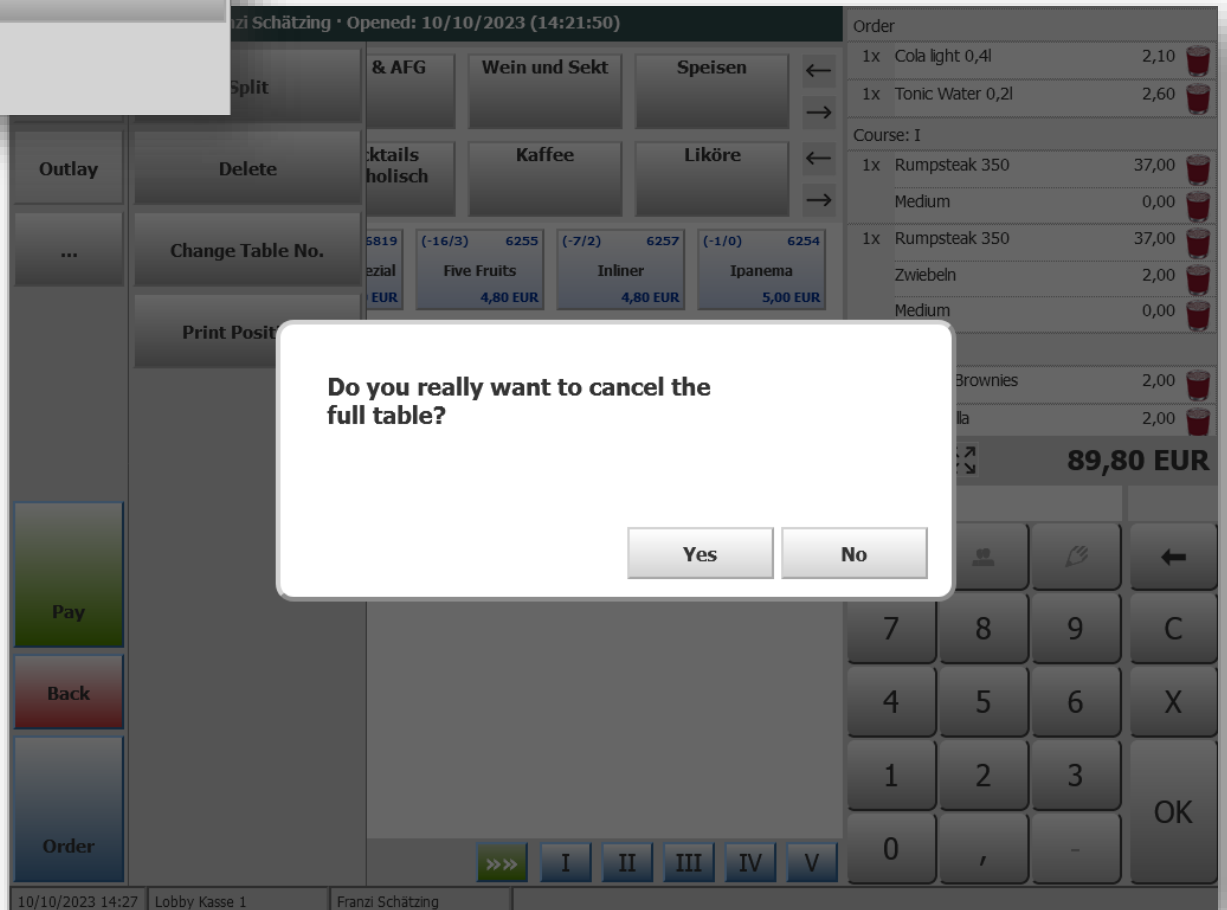 nzi Schätzing · Opened: 10/10/2023 (14:21:50)
Split
Outlay
Delete
...
Change Table No.
Print Posit
& AFG
Wein und Sekt
Speisen
←
→
cktails
holisch
Kaffee
Liköre
←
→
6819 (-16/3) 6255 (-7/2) 6257 (-1/0) 6254
ezial Five Fruits Inliner Ipanema
EUR 4,80 EUR 4,80 EUR 5,00 EUR
Order
1x Cola light 0,4l 2,10
1x Tonic Water 0,2l 2,60
Course: I
1x Rumpsteak 350 37,00
Medium 0,00
1x Rumpsteak 350 37,00
Zwiebeln 2,00
Medium 0,00
Brownies 2,00
lla 2,00
89,80 EUR
Do you really want to cancel the
full table?
Yes No
Pay
Back
Order
7 8 9 C
4 5 6 X
1 2 3
OK
0 , -
»» I II III IV V
10/10/2023 14:27 Lobby Kasse 1 Franzi Schätzing